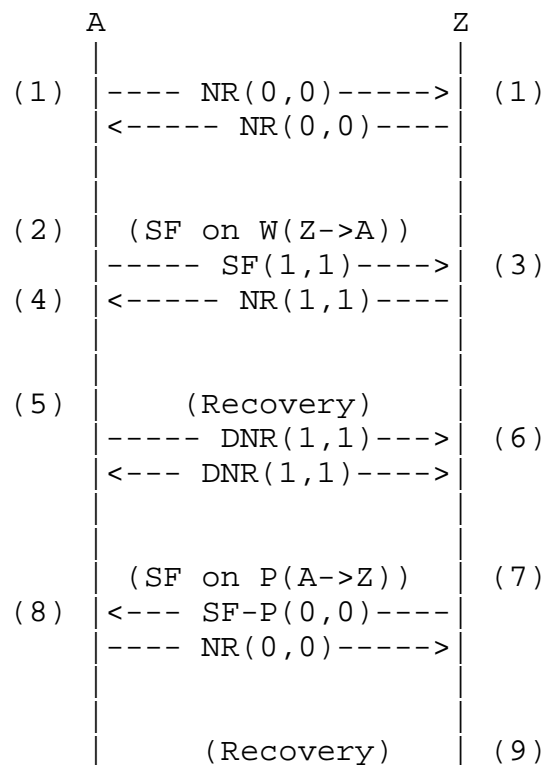 A Z
| |
(1) |---- NR(0,0)----->| (1)
|<----- NR(0,0)----|
| |
| |
(2) | (SF on W(Z->A)) |
|----- SF(1,1)---->| (3)
(4) |<----- NR(1,1)----|
| |
| |
(5) | (Recovery) |
|----- DNR(1,1)--->| (6)
|<--- DNR(1,1)---->|
| |
| |
| (SF on P(A->Z)) | (7)
(8) |<--- SF-P(0,0)----|
|---- NR(0,0)----->|
| |
| |
| (Recovery) | (9)